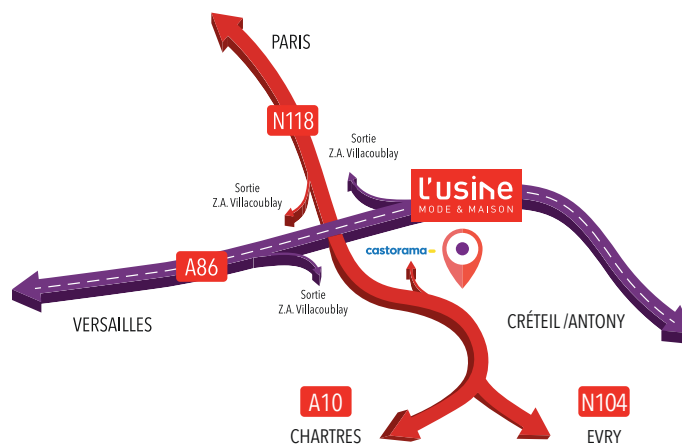 PARIS
N118
Sortie
Z.A. Villacoublay
Sortie
Z.A. Villacoublay
l'usine
MODE & MAISON
castorama
A86
Sortie
Z.A. Villacoublay
VERSAILLES
CRÉTEIL /ANTONY
A10
N104
CHARTRES
EVRY